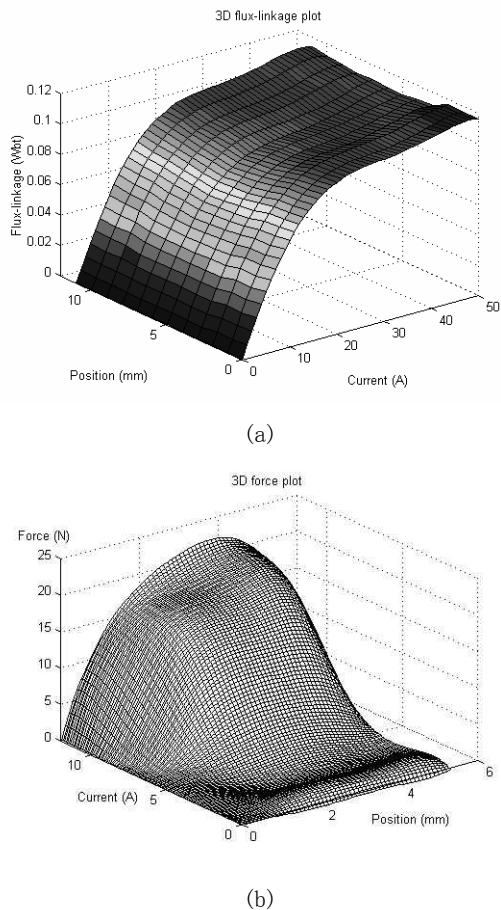 3D flux-linkage plot
Flux-linkage (Wbt)
0.12
0.1
0.08
0.06
0.04
0.02
0
10
5
0
Position (mm)
0
10
20
30
40
50
Current (A)
(a)
3D force plot
Force (N)
25
20
15
10
5
0
10
5
0
Current (A)
0
2
4
6
Position (mm)
(b)